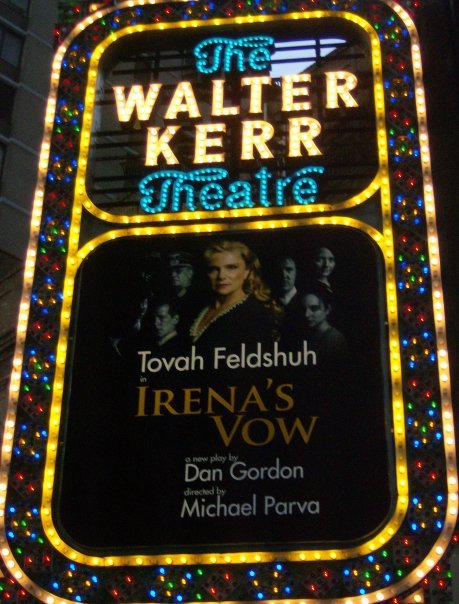 The
WALTER
KERR
Theatre
Tovah Feldshuh
in
IRENA'S
VOW
a new play by
Dan Gordon
directed by
Michael Parva